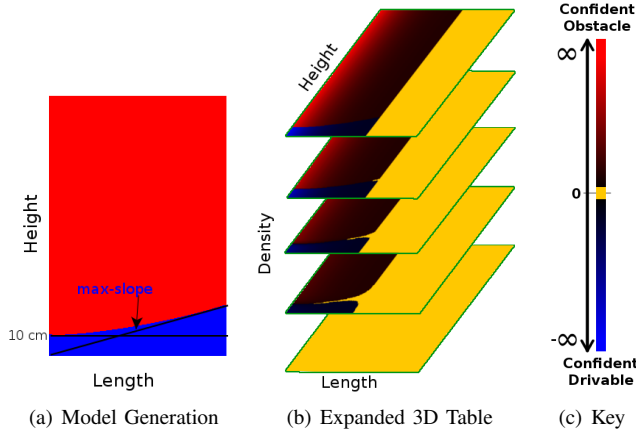 Height
max-slope
10 cm
Length
(a) Model Generation
Height
Density
Length
(b) Expanded 3D Table
Confident
Obstacle
∞
0
-∞
Confident
Drivable
(c) Key